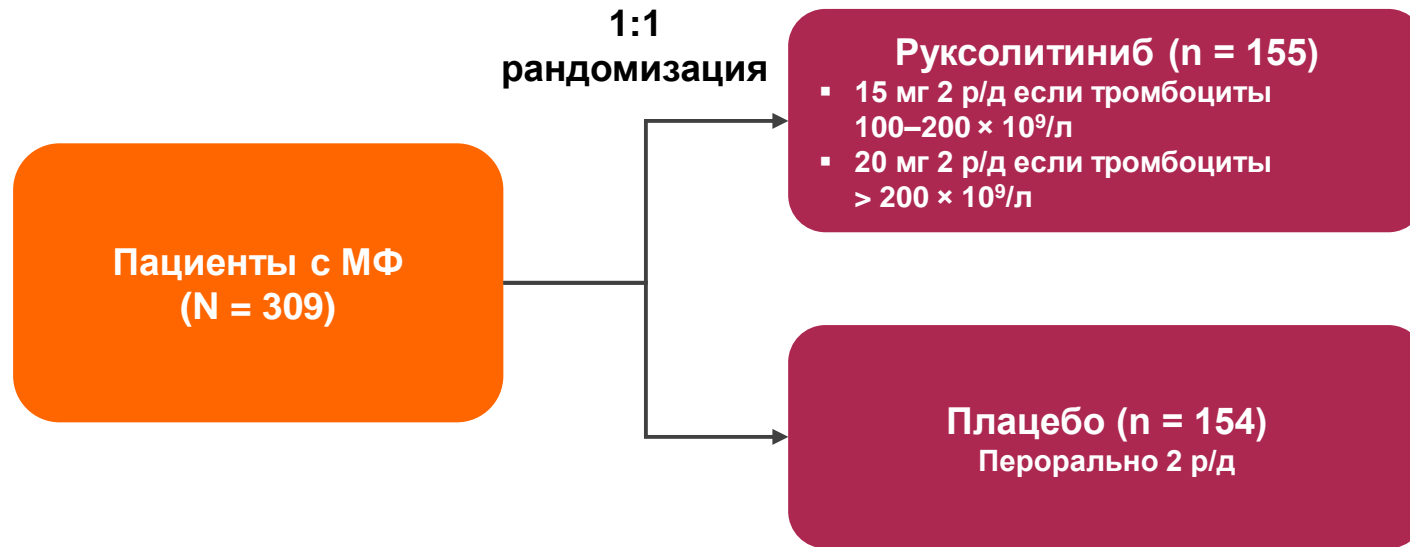 1:1
рандомизация
Руксолитиниб (n = 155)
▪ 15 мг 2 р/д если тромбоциты
100–200 × 10⁹/л
▪ 20 мг 2 р/д если тромбоциты
> 200 × 10⁹/л
Пациенты с МФ
(N = 309)
Плацебо (n = 154)
Перорально 2 р/д